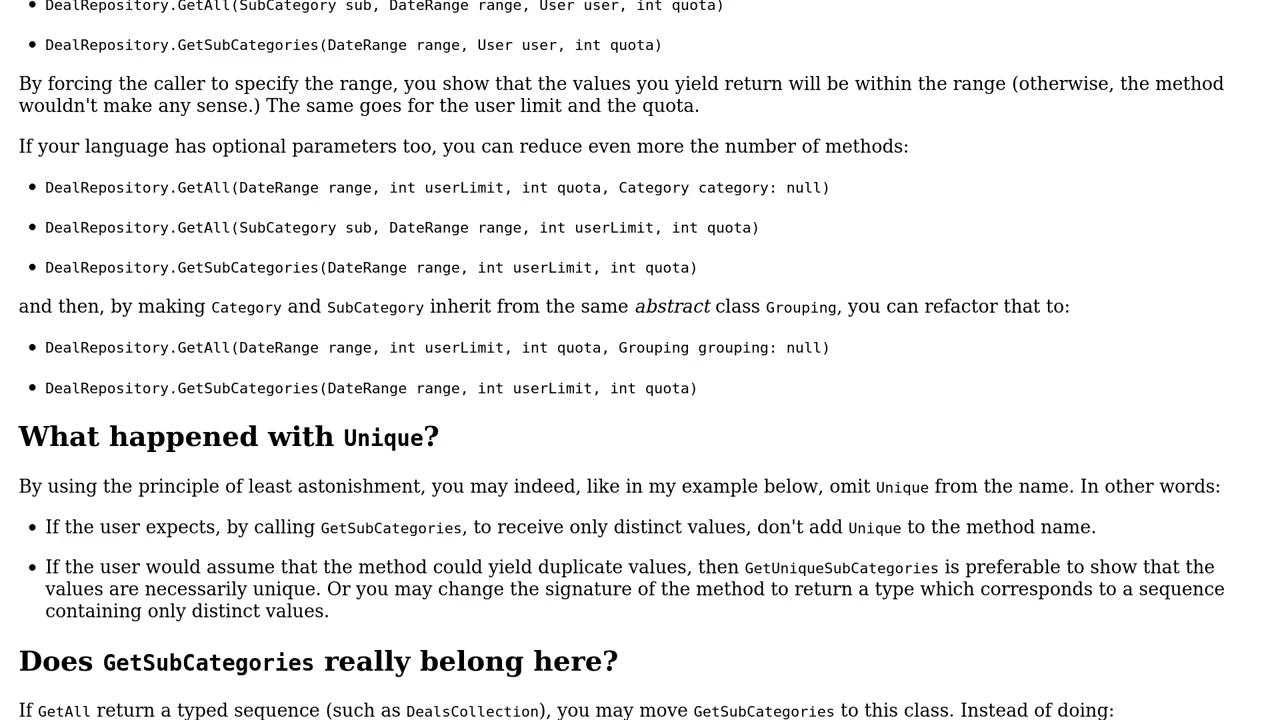 • DealRepository.GetAll(SubCategory sub, DateRange range, User user, int quota)
• DealRepository.GetSubCategories(DateRange range, User user, int quota)
By forcing the caller to specify the range, you show that the values you yield return will be within the range (otherwise, the method
wouldn't make any sense.) The same goes for the user limit and the quota.
If your language has optional parameters too, you can reduce even more the number of methods:
• DealRepository.GetAll(DateRange range, int userLimit, int quota, Category category: null)
• DealRepository.GetAll(SubCategory sub, DateRange range, int userLimit, int quota)
• DealRepository.GetSubCategories(DateRange range, int userLimit, int quota)
and then, by making Category and SubCategory inherit from the same abstract class Grouping, you can refactor that to:
• DealRepository.GetAll(DateRange range, int userLimit, int quota, Grouping grouping: null)
• DealRepository.GetSubCategories(DateRange range, int userLimit, int quota)
What happened with Unique?
By using the principle of least astonishment, you may indeed, like in my example below, omit Unique from the name. In other words:
• If the user expects, by calling GetSubCategories, to receive only distinct values, don't add Unique to the method name.
• If the user would assume that the method could yield duplicate values, then GetUniqueSubCategories is preferable to show that the
values are necessarily unique. Or you may change the signature of the method to return a type which corresponds to a sequence
containing only distinct values.
Does GetSubCategories really belong here?
If GetAll return a typed sequence (such as DealsCollection), you may move GetSubCategories to this class. Instead of doing: